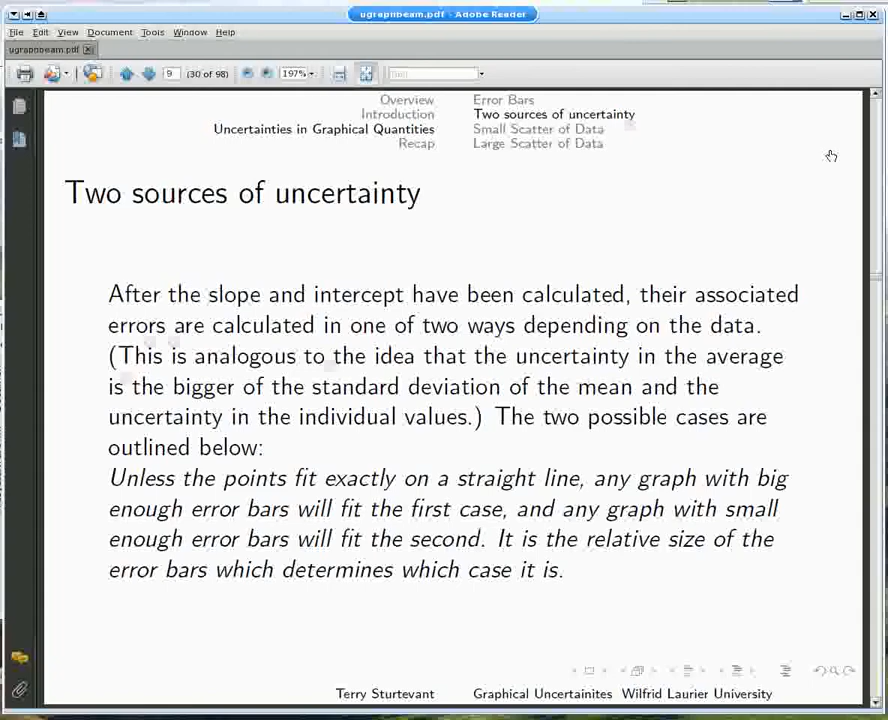 ugrapnbeam.pdf - Adobe Reader
File Edit View Document Tools Window Help
ugrapnbeam.pdf
9 (30 of 98) 197%
Overview Error Bars
Introduction Two sources of uncertainty
Uncertainties in Graphical Quantities Small Scatter of Data
Recap Large Scatter of Data
Two sources of uncertainty
After the slope and intercept have been calculated, their associated
errors are calculated in one of two ways depending on the data.
(This is analogous to the idea that the uncertainty in the average
is the bigger of the standard deviation of the mean and the
uncertainty in the individual values.) The two possible cases are
outlined below:
Unless the points fit exactly on a straight line, any graph with big
enough error bars will fit the first case, and any graph with small
enough error bars will fit the second. It is the relative size of the
error bars which determines which case it is.
Terry Sturtevant Graphical Uncertainites Wilfrid Laurier University